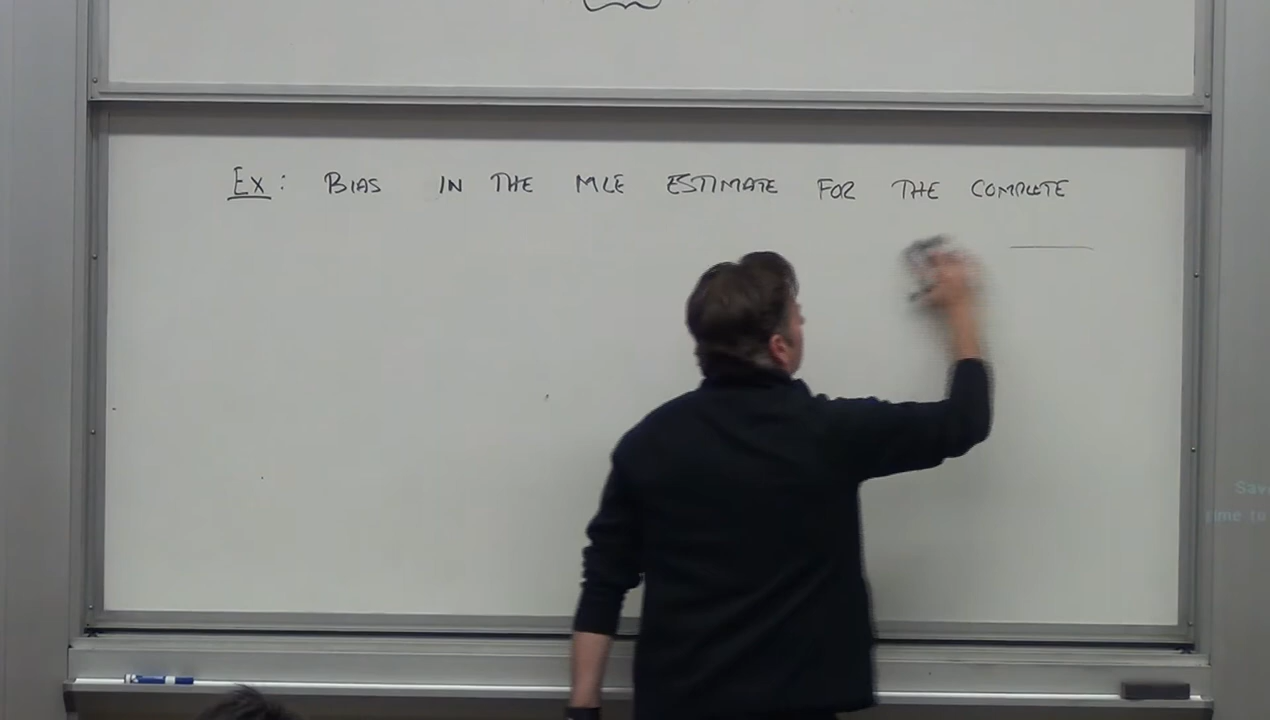 Ex: BIAS IN THE MLE ESTIMATE FOR THE COMPLETE